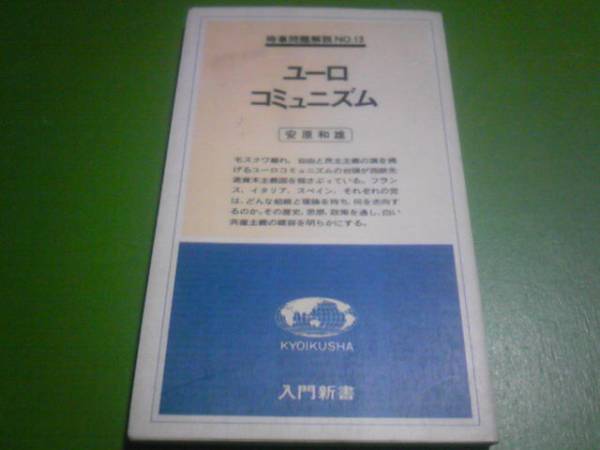 時事問題解説 NO.13
ユーロ
コミュニズム
安原和雄
モスクワ離れ、自由と民主主義の旗を掲
げるユーロコミュニズムの台頭が西欧先
進資本主義国を揺さぶっている。フラン
ス、イタリア、スペイン、それぞれの党
は、どんな組織と理論を持ち、何を志向す
るのか。その歴史、思想、政策を通し、白い
共産主義の素顔を明らかにする。
KYOIKUSHA
入門新書